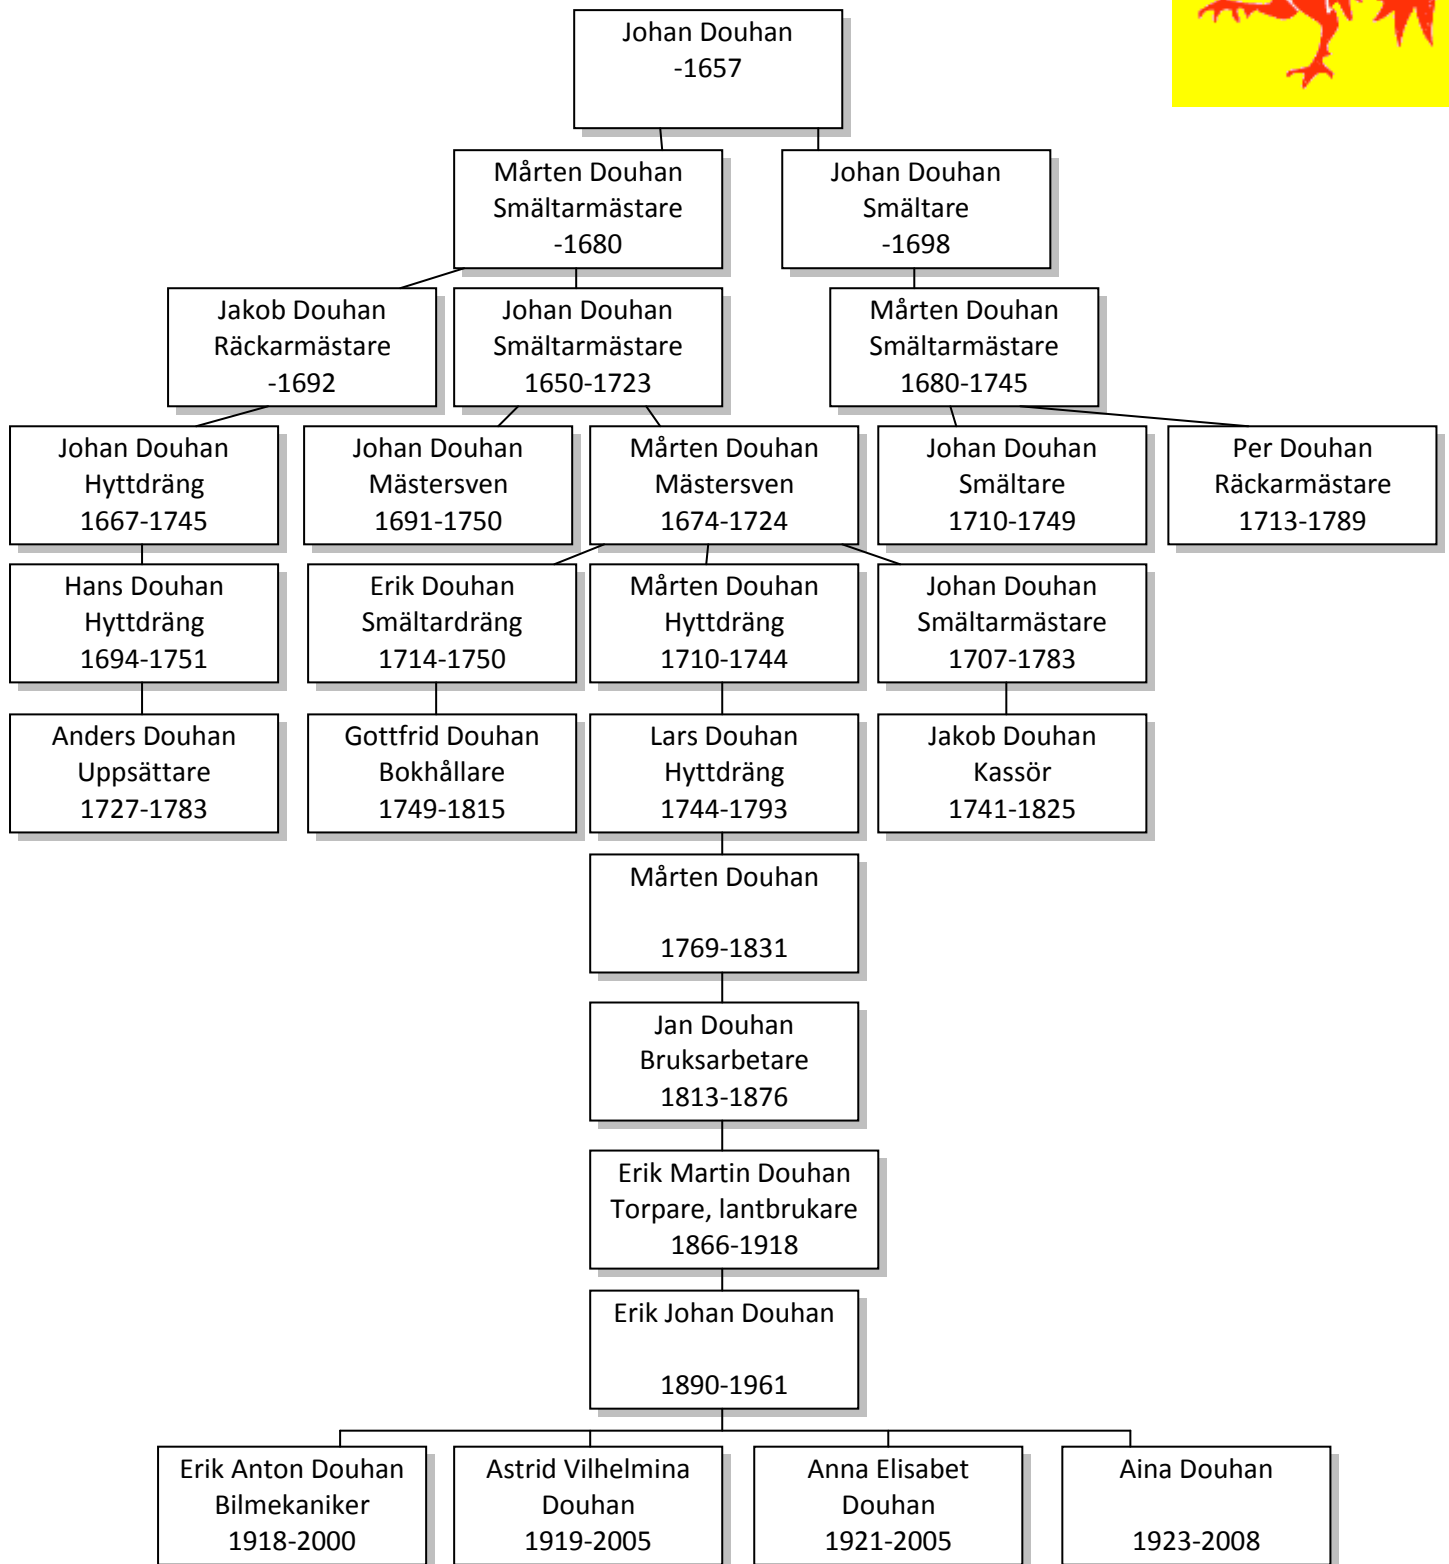 Johan Douhan
-1657
Mårten Douhan
Smältarmästare
-1680
Johan Douhan
Smältare
-1698
Jakob Douhan
Räckarmästare
-1692
Johan Douhan
Smältarmästare
1650-1723
Mårten Douhan
Smältarmästare
1680-1745
Johan Douhan
Hyttdräng
1667-1745
Johan Douhan
Mästersven
1691-1750
Mårten Douhan
Mästersven
1674-1724
Johan Douhan
Smältare
1710-1749
Per Douhan
Räckarmästare
1713-1789
Hans Douhan
Hyttdräng
1694-1751
Erik Douhan
Smältardräng
1714-1750
Mårten Douhan
Hyttdräng
1710-1744
Johan Douhan
Smältarmästare
1707-1783
Anders Douhan
Uppsättare
1727-1783
Gottfrid Douhan
Bokhållare
1749-1815
Lars Douhan
Hyttdräng
1744-1793
Jakob Douhan
Kassör
1741-1825
Mårten Douhan
1769-1831
Jan Douhan
Bruksarbetare
1813-1876
Erik Martin Douhan
Torpare, lantbrukare
1866-1918
Erik Johan Douhan
1890-1961
Erik Anton Douhan
Bilmekaniker
1918-2000
Astrid Vilhelmina
Douhan
1919-2005
Anna Elisabet
Douhan
1921-2005
Aina Douhan
1923-2008